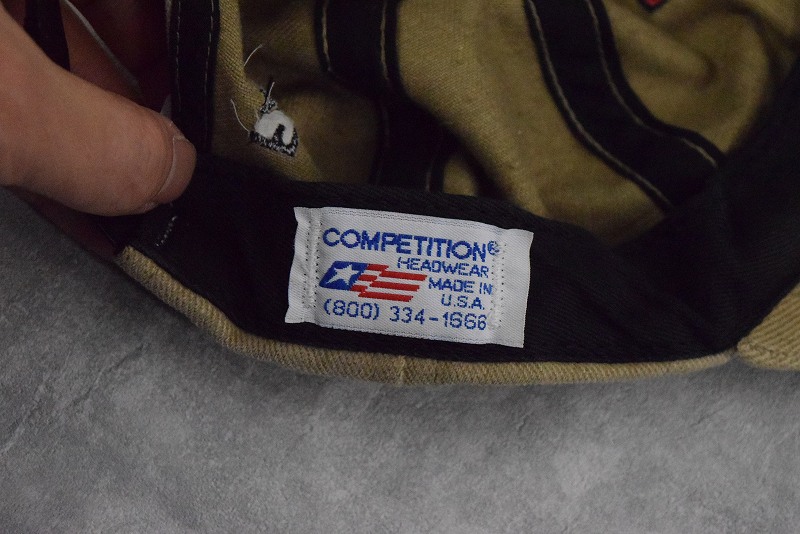 COMPETITION®
HEADWEAR
MADE IN
U.S.A.
(800) 334-1666